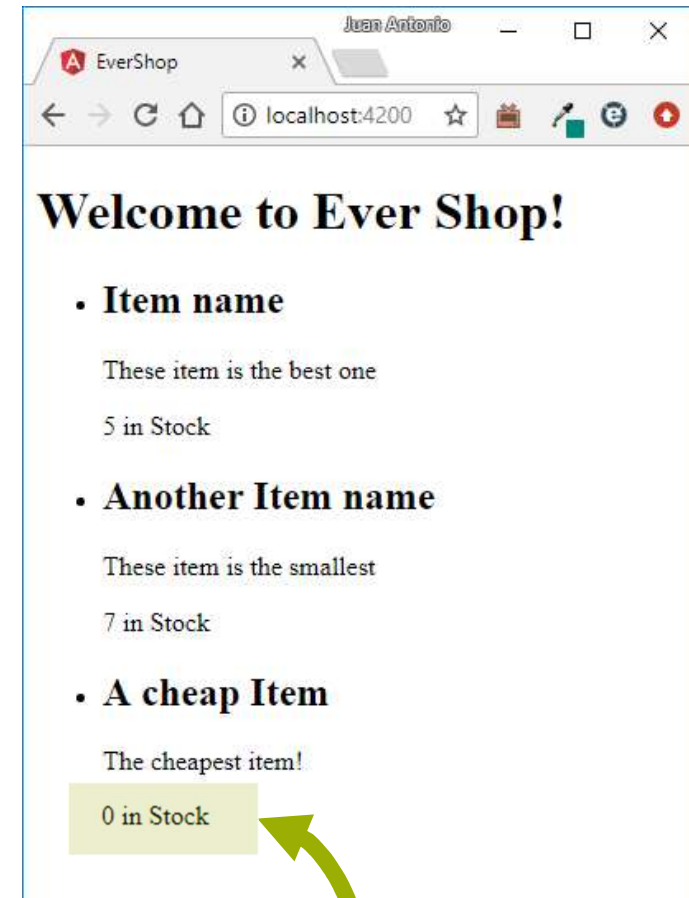 Juan Antonio
EverShop
localhost:4200
Welcome to Ever Shop!
Item name
These item is the best one
5 in Stock
Another Item name
These item is the smallest
7 in Stock
A cheap Item
The cheapest item!
0 in Stock